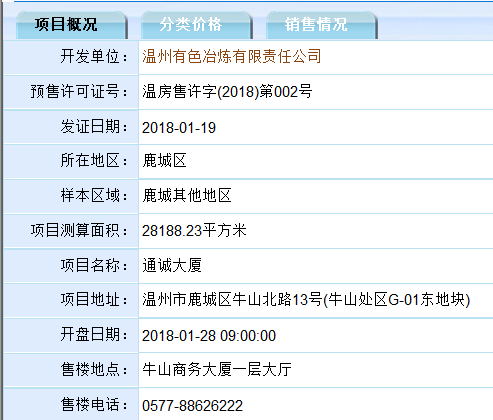 项目概况 分类价格 销售情况
开发单位： 温州有色冶炼有限责任公司
预售许可证号： 温房售许字(2018)第002号
发证日期： 2018-01-19
所在地区： 鹿城区
样本区域： 鹿城其他地区
项目测算面积： 28188.23平方米
项目名称： 通诚大厦
项目地址： 温州市鹿城区牛山北路13号(牛山处区G-01东地块)
开盘日期： 2018-01-28 09:00:00
售楼地点： 牛山商务大厦一层大厅
售楼电话： 0577-88626222